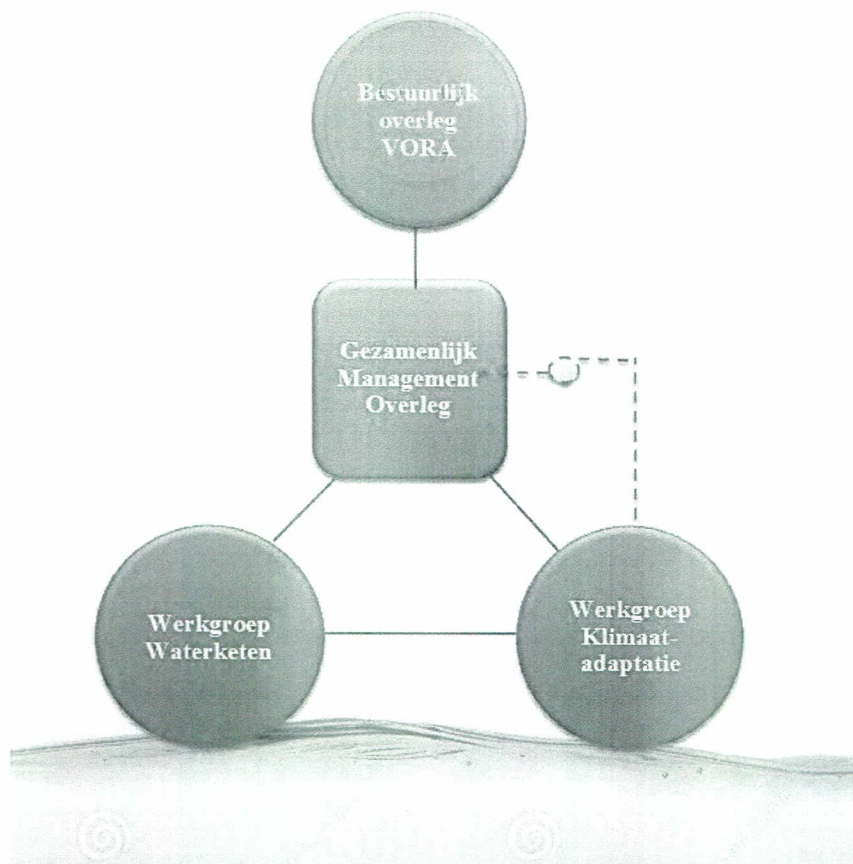 Bestuurlijk
overleg
VORA
Gezamenlijk
Management
Overleg
Werkgroep
Waterketen
Werkgroep
Klimaat-
adaptatie